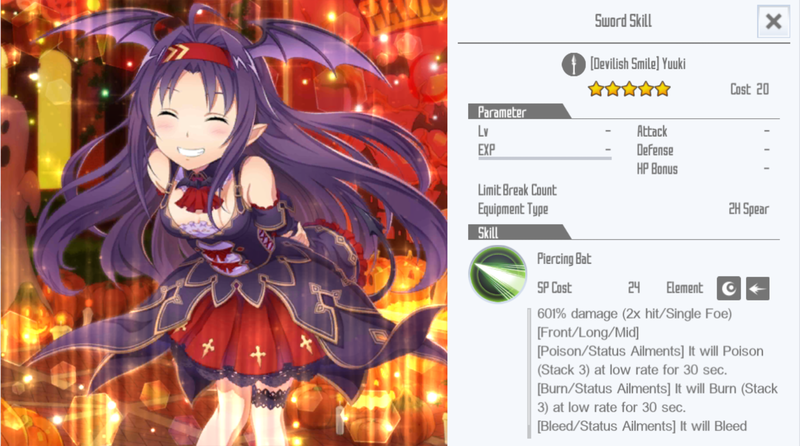 Sword Skill
[Devilish Smile] Yuuki
Cost 20
Parameter
Lv -
Attack -
EXP -
Defense -
HP Bonus -
Limit Break Count
Equipment Type 2H Spear
Skill
Piercing Bat
SP Cost 24 Element
601% damage (2x hit/Single Foe)
[Front/Long/Mid]
[Poison/Status Ailments] It will Poison
(Stack 3) at low rate for 30 sec.
[Burn/Status Ailments] It will Burn (Stack
3) at low rate for 30 sec.
[Bleed/Status Ailments] It will Bleed